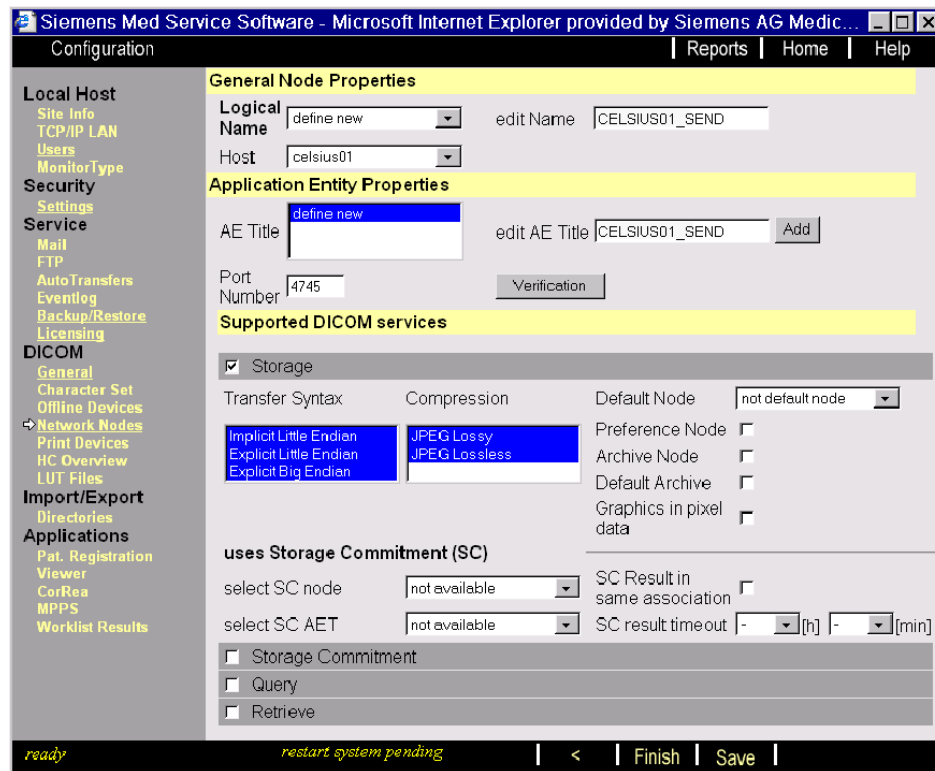 Siemens Med Service Software - Microsoft Internet Explorer provided by Siemens AG Medic...
Configuration
Reports
Home
Help
Local Host
Site Info
TCP/IP LAN
Users
MonitorType
Security
Settings
Service
Mail
FTP
AutoTransfers
Eventlog
Backup/Restore
Licensing
DICOM
General
Character Set
Offline Devices
Network Nodes
Print Devices
HC Overview
LUT Files
Import/Export
Directories
Applications
Pat. Registration
Viewer
CorRea
MPPS
Worklist Results
General Node Properties
Logical Name
define new
edit Name
CELSIUS01_SEND
Host
celsius01
Application Entity Properties
AE Title
define new
edit AE Title
CELSIUS01_SEND
Add
Port Number
4745
Verification
Supported DICOM services
Storage
Transfer Syntax
Compression
Default Node
not default node
Implicit Little Endian
Explicit Little Endian
Explicit Big Endian
JPEG Lossy
JPEG Lossless
Preference Node
Archive Node
Default Archive
Graphics in pixel data
uses Storage Commitment (SC)
select SC node
not available
SC Result in same association
select SC AET
not available
SC result timeout
-
[h]
-
[min]
Storage Commitment
Query
Retrieve
ready
restart system pending
<
Finish
Save